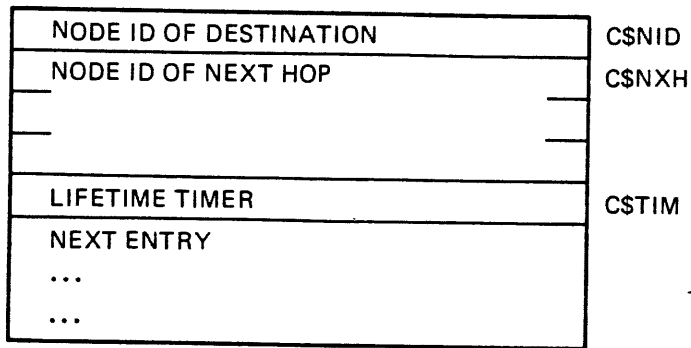 NODE ID OF DESTINATION C$NID
NODE ID OF NEXT HOP C$NXH
LIFETIME TIMER C$TIM
NEXT ENTRY
...
...